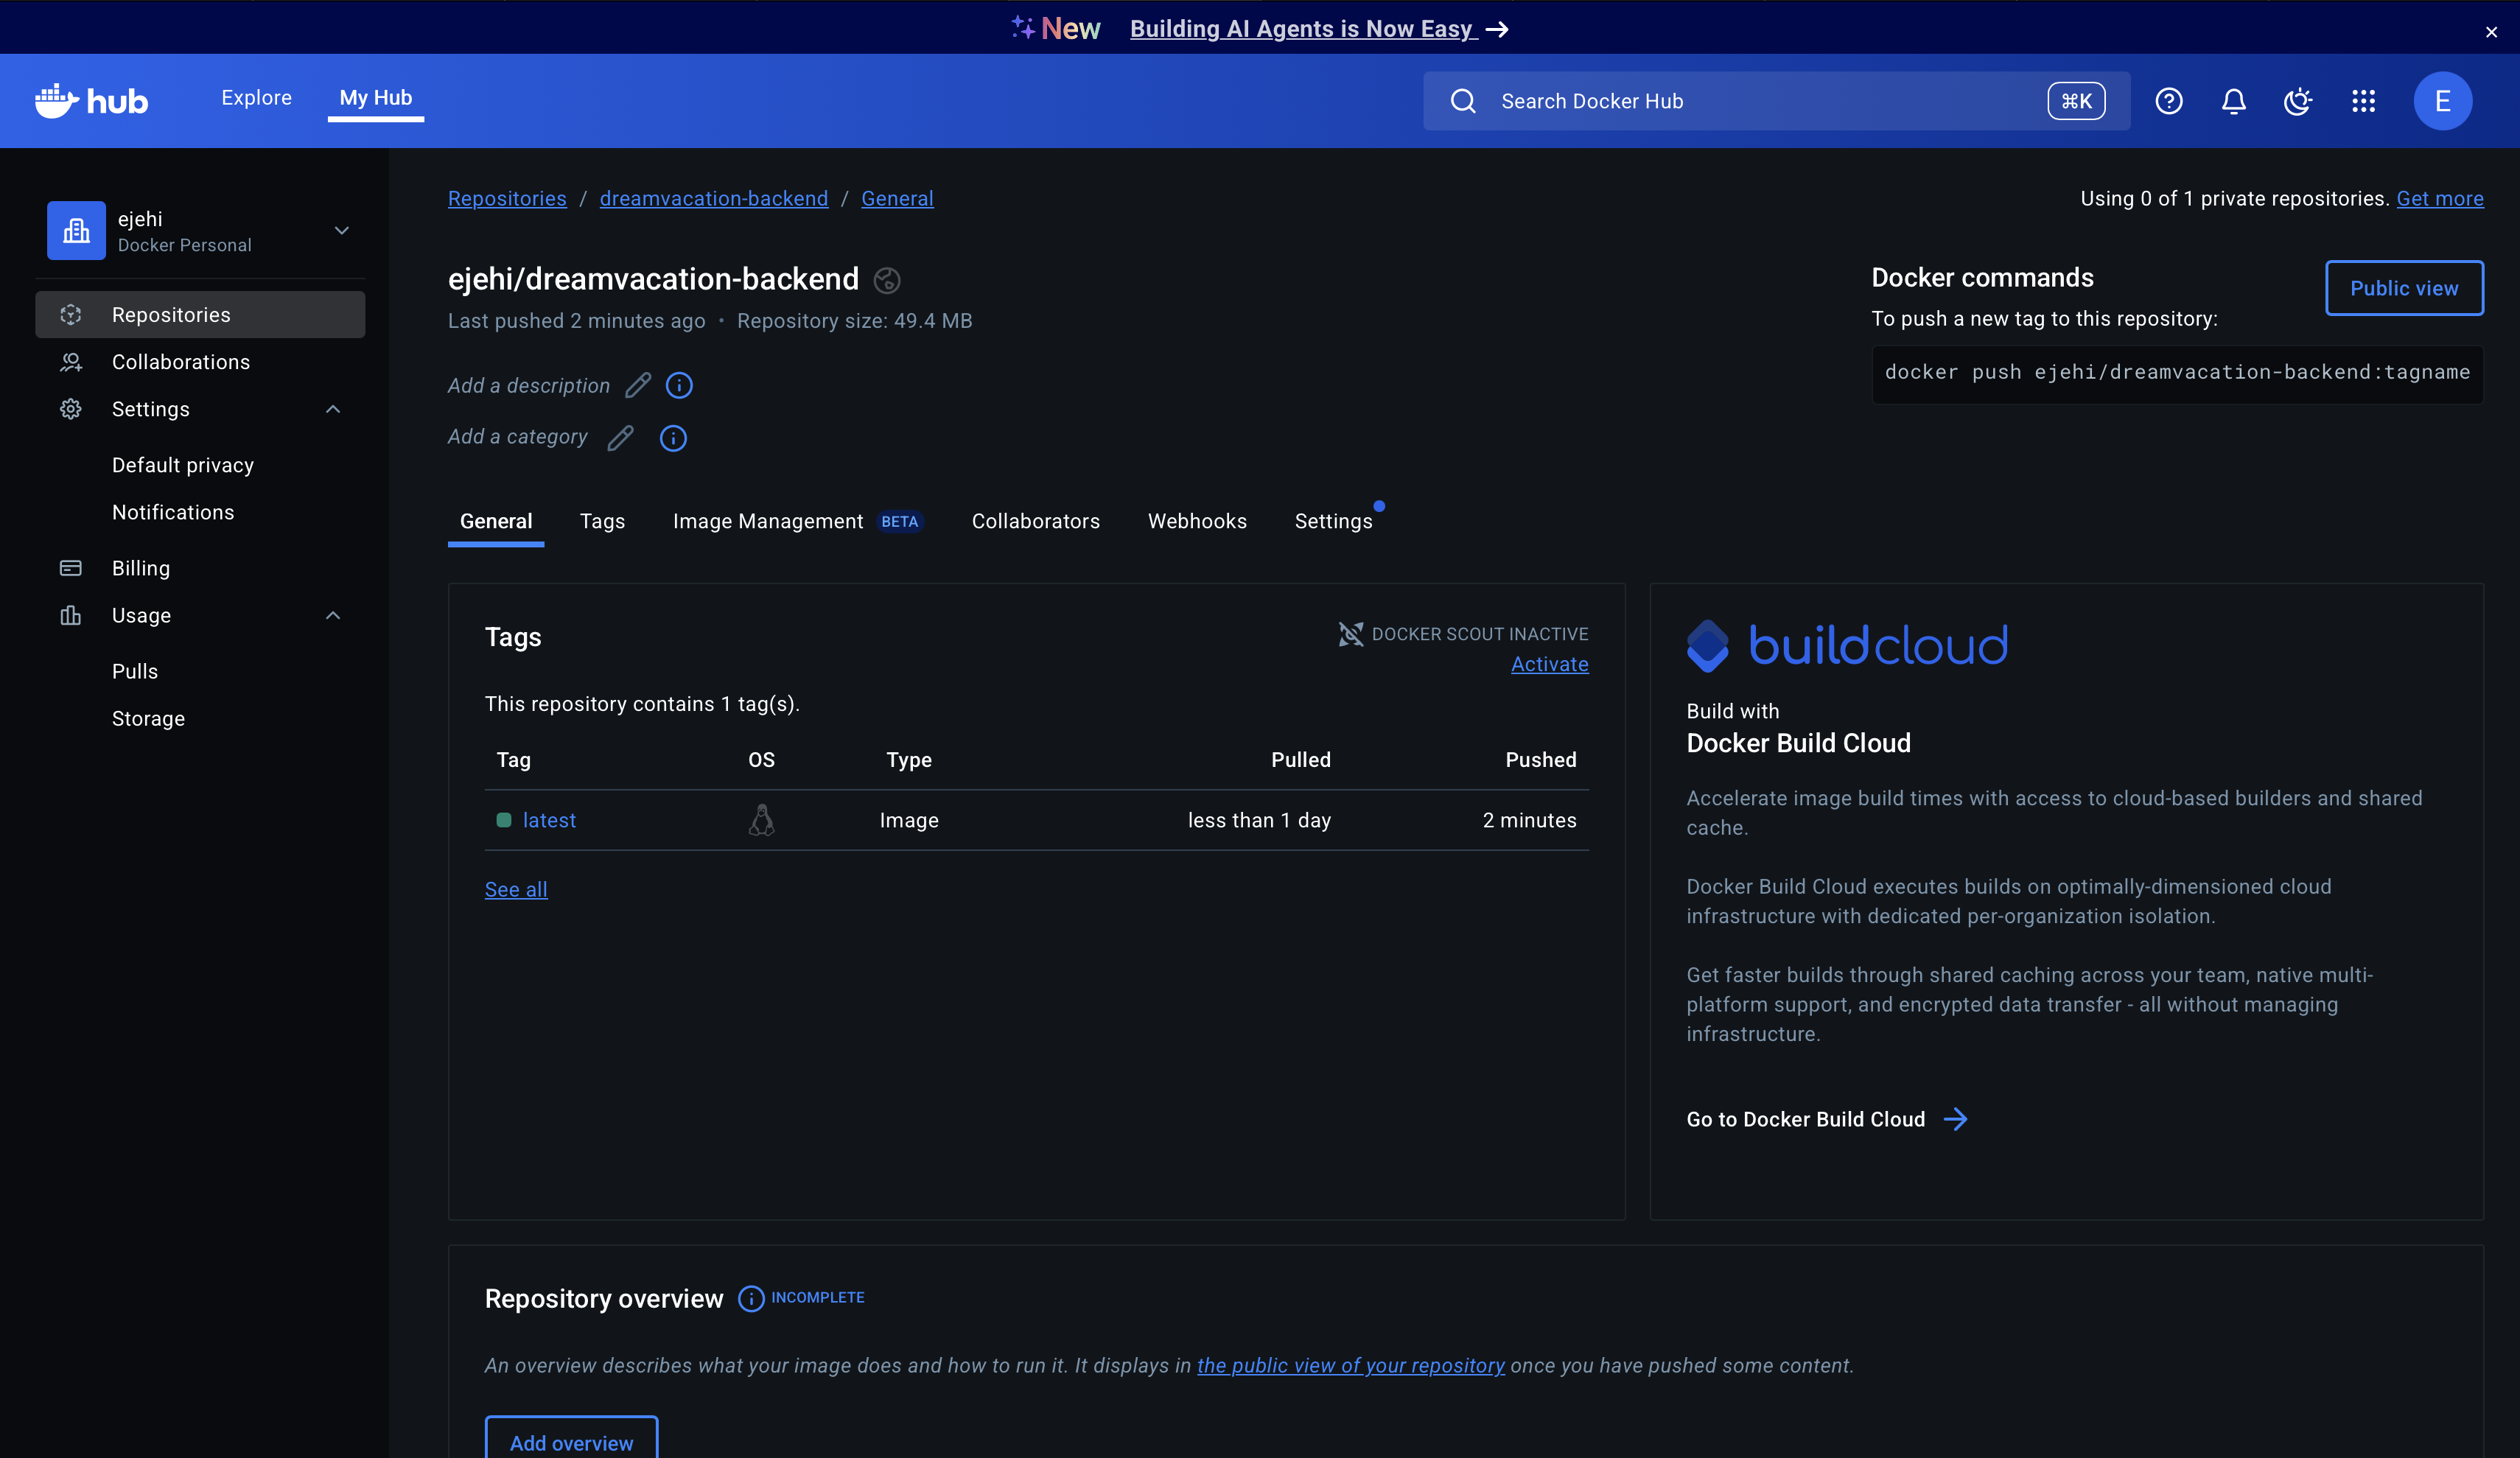 New Building AI Agents is Now Easy →
hub
Explore
My Hub
Search Docker Hub
⌘K
E
ejehi
Docker Personal
Repositories
Collaborations
Settings
Default privacy
Notifications
Billing
Usage
Pulls
Storage
Repositories / dreamvacation-backend / General
Using 0 of 1 private repositories. Get more
ejehi/dreamvacation-backend
Last pushed 2 minutes ago • Repository size: 49.4 MB
Add a description
Add a category
Docker commands
Public view
To push a new tag to this repository:
docker push ejehi/dreamvacation-backend:tagname
General Tags Image Management BETA Collaborators Webhooks Settings
Tags
DOCKER SCOUT INACTIVE
Activate
This repository contains 1 tag(s).
Tag OS Type Pulled Pushed
latest Image less than 1 day 2 minutes
See all
buildcloud
Build with
Docker Build Cloud
Accelerate image build times with access to cloud-based builders and shared
cache.
Docker Build Cloud executes builds on optimally-dimensioned cloud
infrastructure with dedicated per-organization isolation.
Get faster builds through shared caching across your team, native multi-
platform support, and encrypted data transfer - all without managing
infrastructure.
Go to Docker Build Cloud →
Repository overview INCOMPLETE
An overview describes what your image does and how to run it. It displays in the public view of your repository once you have pushed some content.
Add overview